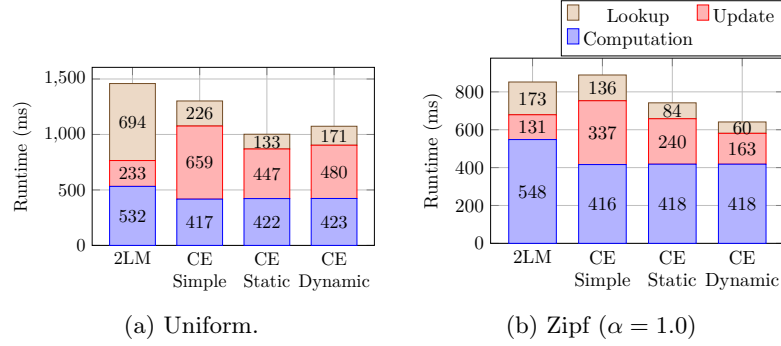 Lookup Update
Computation
Runtime (ms)
1,500
1,000
500
0
694
233
532
226
659
417
133
447
422
171
480
423
2LM
CE Simple
CE Static
CE Dynamic
(a) Uniform.
Runtime (ms)
800
600
400
200
0
173
131
548
136
337
416
84
240
418
60
163
418
2LM
CE Simple
CE Static
CE Dynamic
(b) Zipf (α = 1.0)